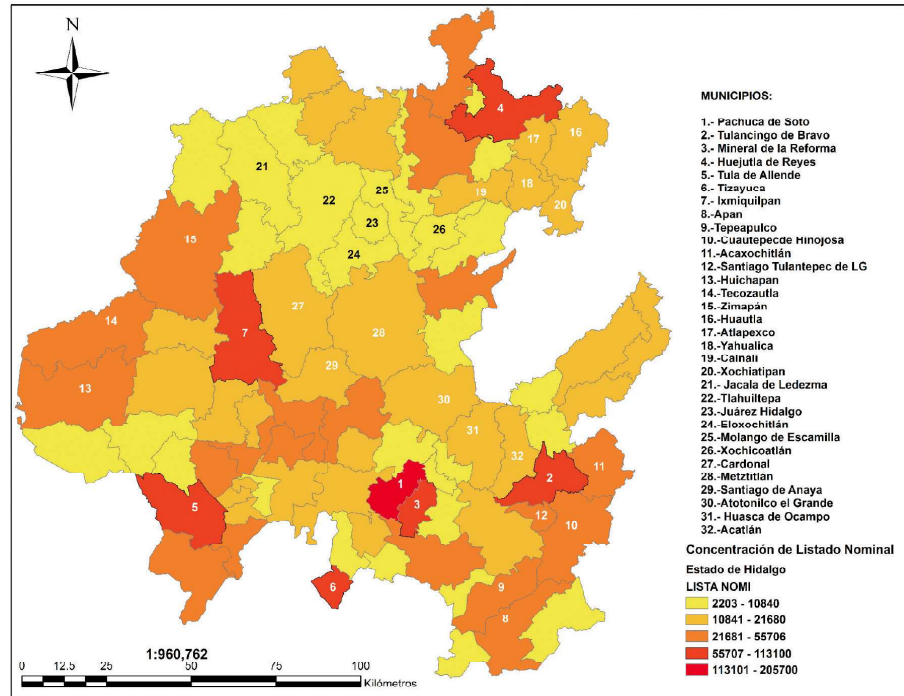 N
MUNICIPIOS:
1.- Pachuca de Soto
2.- Tulancingo de Bravo
3.- Mineral de la Reforma
4.- Huejutla de Reyes
5.- Tula de Allende
6.- Tizayuca
7.- Ixmiquilpan
8.- Apan
9.- Tepeapulco
10.-Cuautepecde Hinojosa
11.- Acaxochitlán
12.-Santiago Tulantepec de LG
13.- Huichapan
14.- Tecozautla
15.- Zimapán
16.- Huautla
17.- Atlapexco
18.- Yahualica
19.- Calnali
20.- Xochiatipan
21.- Jacala de Ledezma
22.- Tlahuiltepa
23.- Juárez Hidalgo
24.- Eloxochitlán
25.- Molango de Escamilla
26.- Xochicoatlán
27.- Cardonal
28.- Metztitlán
29.- Santiago de Anaya
30.- Atotonilco el Grande
31.- Huasca de Ocampo
32.- Acatlán
Concentración de Listado Nominal
Estado de Hidalgo
LISTA NOMI
2203 - 10840
10841 - 21680
21681 - 55706
55707 - 113100
113101 - 205700
4
17
16
21
25
18
19
22
20
23
26
24
15
27
14
7
28
29
13
30
31
32
11
2
1
5
3
12
10
6
9
8
1:960,762
0 12.5 25 50 75 100
Kilómetros